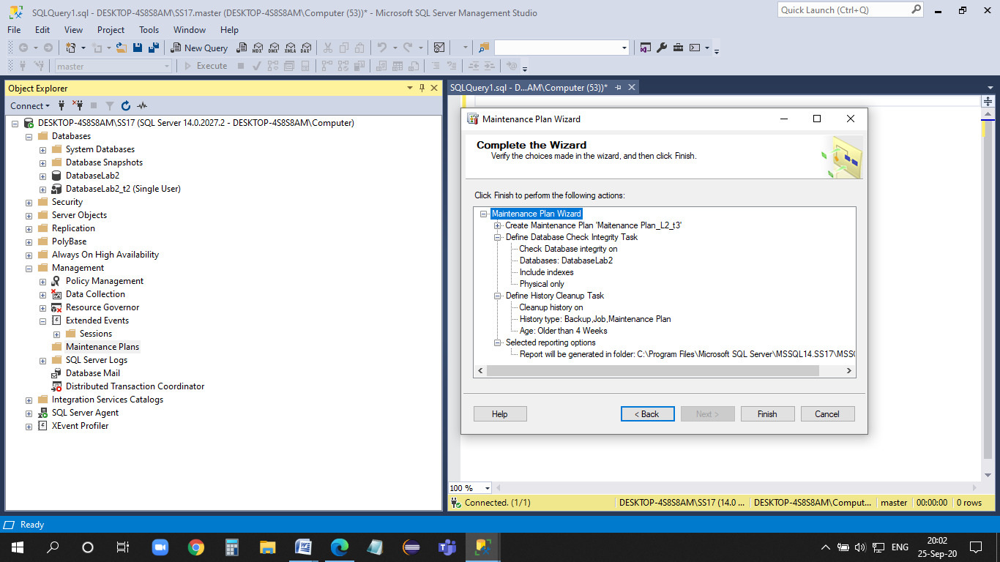 SQLQuery1.sql - DESKTOP-4S8S8AM\SS17.master (DESKTOP-4S8S8AM\Computer (53))* - Microsoft SQL Server Management Studio
Quick Launch (Ctrl+Q)
File Edit View Project Tools Window Help
New Query MDX DMX XMLA DAX
master Execute
Object Explorer
Connect
DESKTOP-4S8S8AM\SS17 (SQL Server 14.0.2027.2 - DESKTOP-4S8S8AM\Computer)
Databases
System Databases
Database Snapshots
DatabaseLab2
DatabaseLab2_t2 (Single User)
Security
Server Objects
Replication
PolyBase
Always On High Availability
Management
Policy Management
Data Collection
Resource Governor
Extended Events
Sessions
Maintenance Plans
SQL Server Logs
Database Mail
Distributed Transaction Coordinator
Integration Services Catalogs
SQL Server Agent
XEvent Profiler
SQLQuery1.sql - D...AM\Computer (53))*
Maintenance Plan Wizard
Complete the Wizard
Verify the choices made in the wizard, and then click Finish.
Click Finish to perform the following actions:
Maintenance Plan Wizard
Create Maintenance Plan 'Maitenance Plan_L2_t3'
Define Database Check Integrity Task
Check Database integrity on
Databases: DatabaseLab2
Include indexes
Physical only
Define History Cleanup Task
Cleanup history on
History type: Backup,Job,Maintenance Plan
Age: Older than 4 Weeks
Selected reporting options
Report will be generated in folder: C:\Program Files\Microsoft SQL Server\MSSQL14.SS17\MSSQ
Help < Back Next > Finish Cancel
100 %
Connected. (1/1) DESKTOP-4S8S8AM\SS17 (14.0 ... DESKTOP-4S8S8AM\Comput... master 00:00:00 0 rows
Ready
ENG
20:02
25-Sep-20